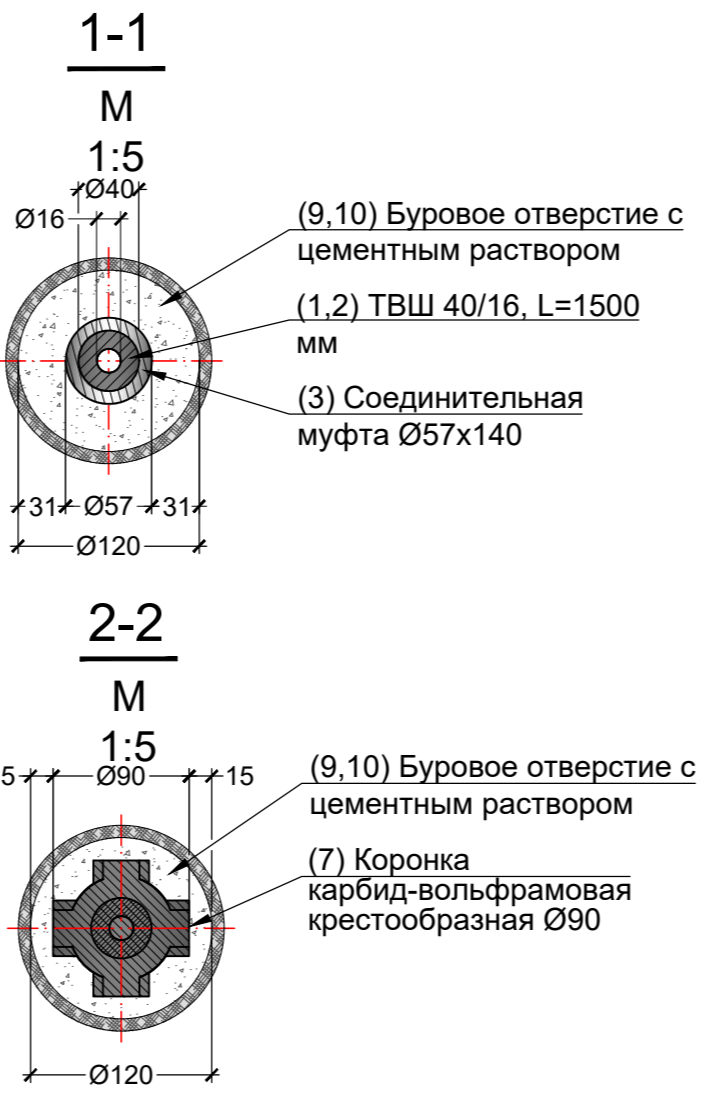 1-1
М
1:5
Ø40
Ø16
(9,10) Буровое отверстие с
цементным раствором
(1,2) ТВШ 40/16, L=1500
мм
(3) Соединительная
муфта Ø57х140
31 Ø57 31
Ø120
2-2
М
1:5
5 Ø90 15
(9,10) Буровое отверстие с
цементным раствором
(7) Коронка
карбид-вольфрамовая
крестообразная Ø90
Ø120